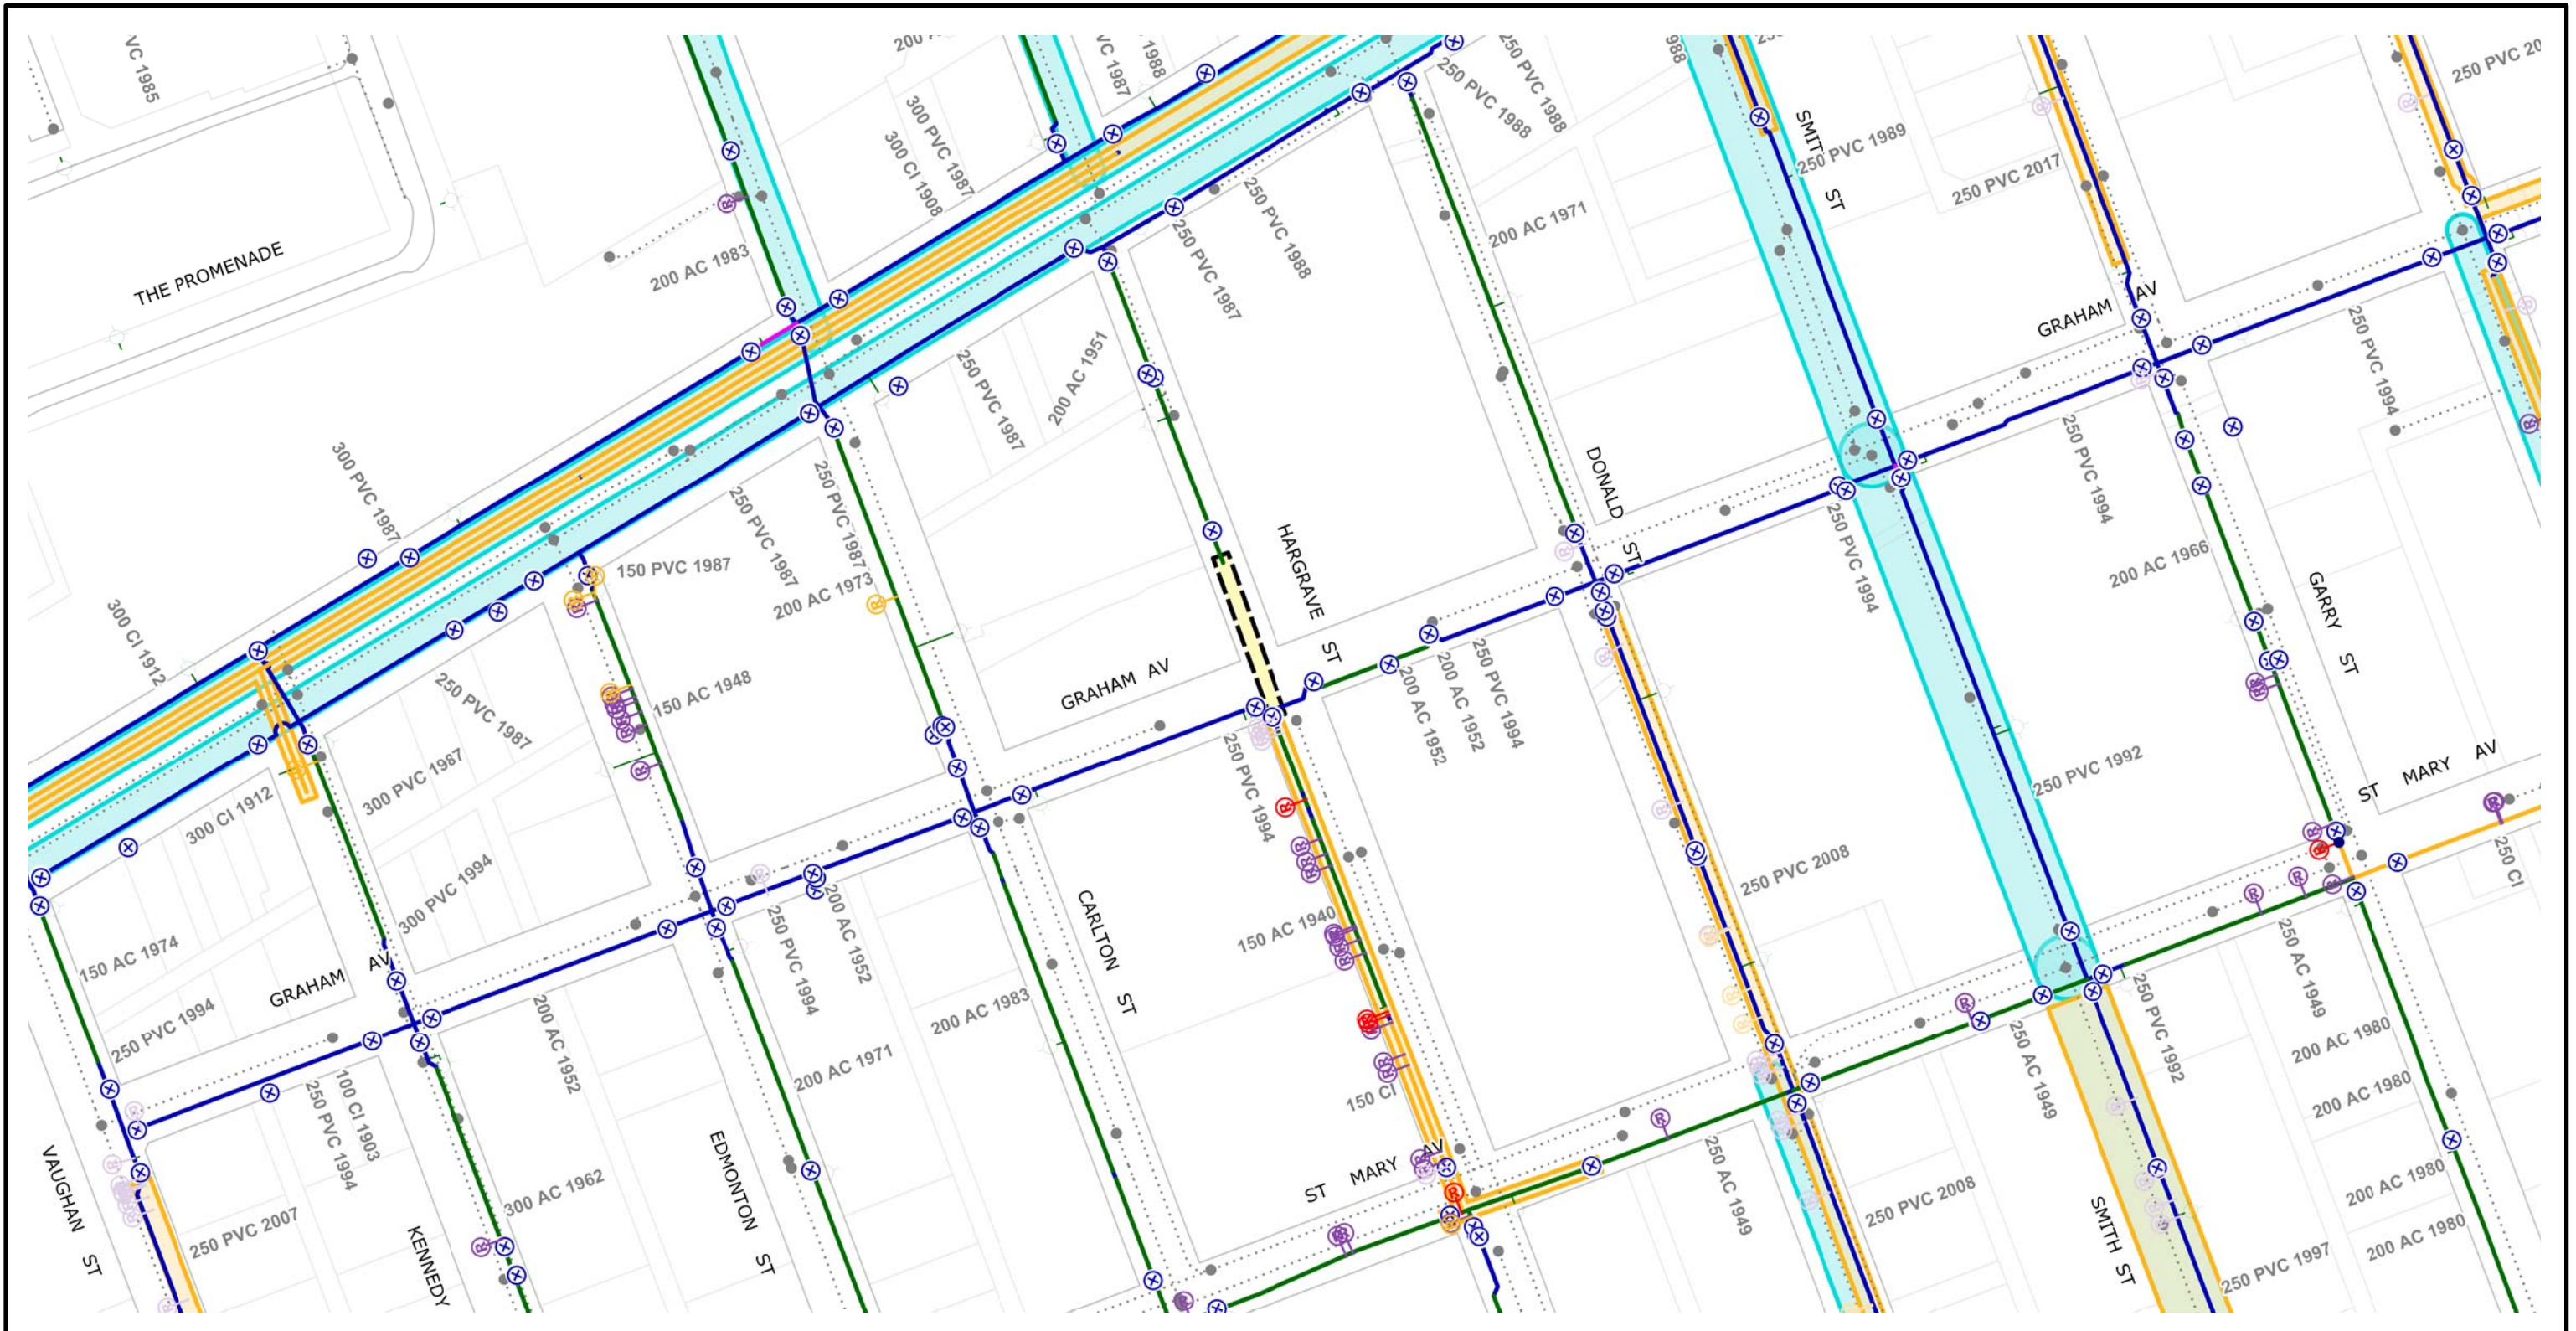 VC 1985
200
VC 1987
1988
300 PVC 1987
300 CI 1908
250 PVC 1988
250 PVC 1988
988
250 PVC 1989
SMIT
ST
250 PVC 2017
250 PVC 20
THE PROMENADE
200 AC 1983
250 PVC 1988
250 PVC 1987
200 AC 1971
GRAHAM AV
250 PVC 1994
250 PVC 1987
200 AC 1951
300 PVC 1987
250 PVC 1987
250 PVC 1987
200 AC 1973
150 PVC 1987
HARGRAVE ST
DONALD ST
250 PVC 1994
250 PVC 1994
200 AC 1966
GARRY ST
300 CI 1912
150 AC 1948
250 PVC 1987
GRAHAM AV
200 AC 1952
200 AC 1952
250 PVC 1994
300 PVC 1987
300 CI 1912
250 PVC 1994
250 PVC 1992
ST MARY AV
250 CI
300 PVC 1994
250 PVC 2008
CARLTON ST
150 AC 1940
200 AC 1952
250 PVC 1994
150 AC 1974
GRAHAM AV
250 PVC 1994
200 AC 1952
200 AC 1983
200 AC 1971
250 AC 1949
250 PVC 1992
250 AC 1949
200 AC 1980
200 AC 1980
200 AC 1980
200 AC 1980
100 CI 1903
250 PVC 1994
150 CI
ST MARY AV
250 AC 1949
VAUGHAN ST
250 PVC 2007
KENNEDY
300 AC 1962
EDMONTON ST
250 PVC 2008
SMITH ST
250 PVC 1997